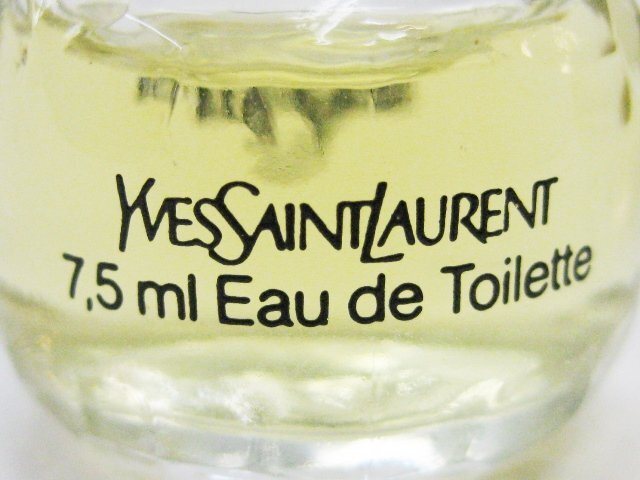 YVESSAINTLAURENT
7,5 ml Eau de Toilette